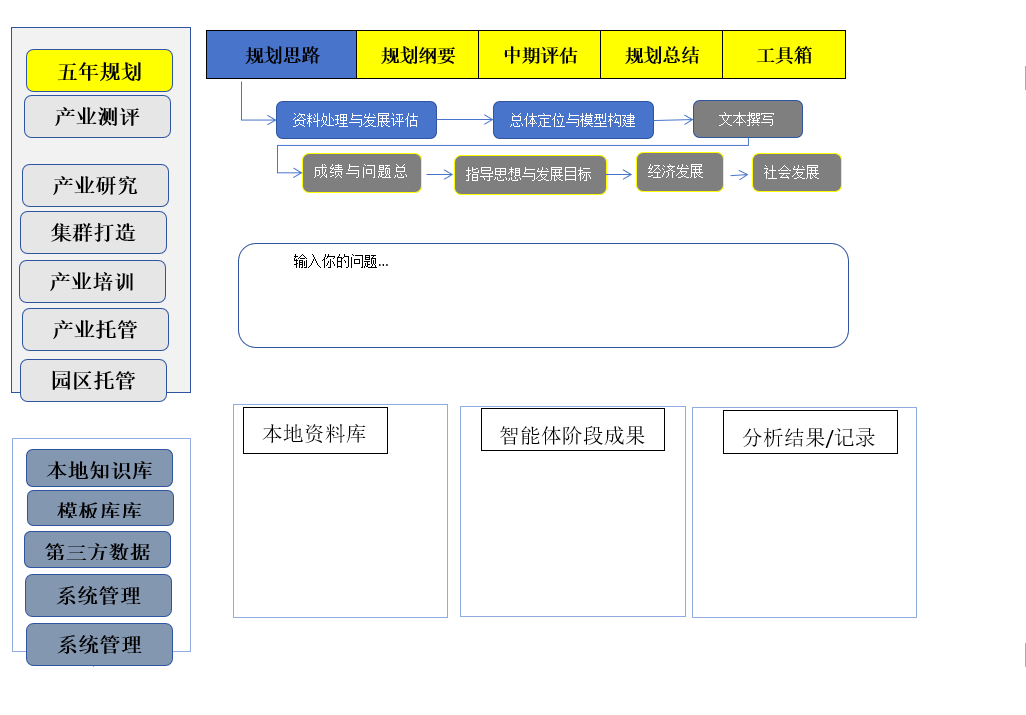 五年规划
产业测评
产业研究
集群打造
产业培训
产业托管
园区托管
本地知识库
模板库库
第三方数据
系统管理
系统管理
规划思路 规划纲要 中期评估 规划总结 工具箱
资料处理与发展评估 总体定位与模型构建 文本撰写
成绩与问题总 指导思想与发展目标 经济发展 社会发展
输入你的问题...
本地资料库 智能体阶段成果 分析结果/记录